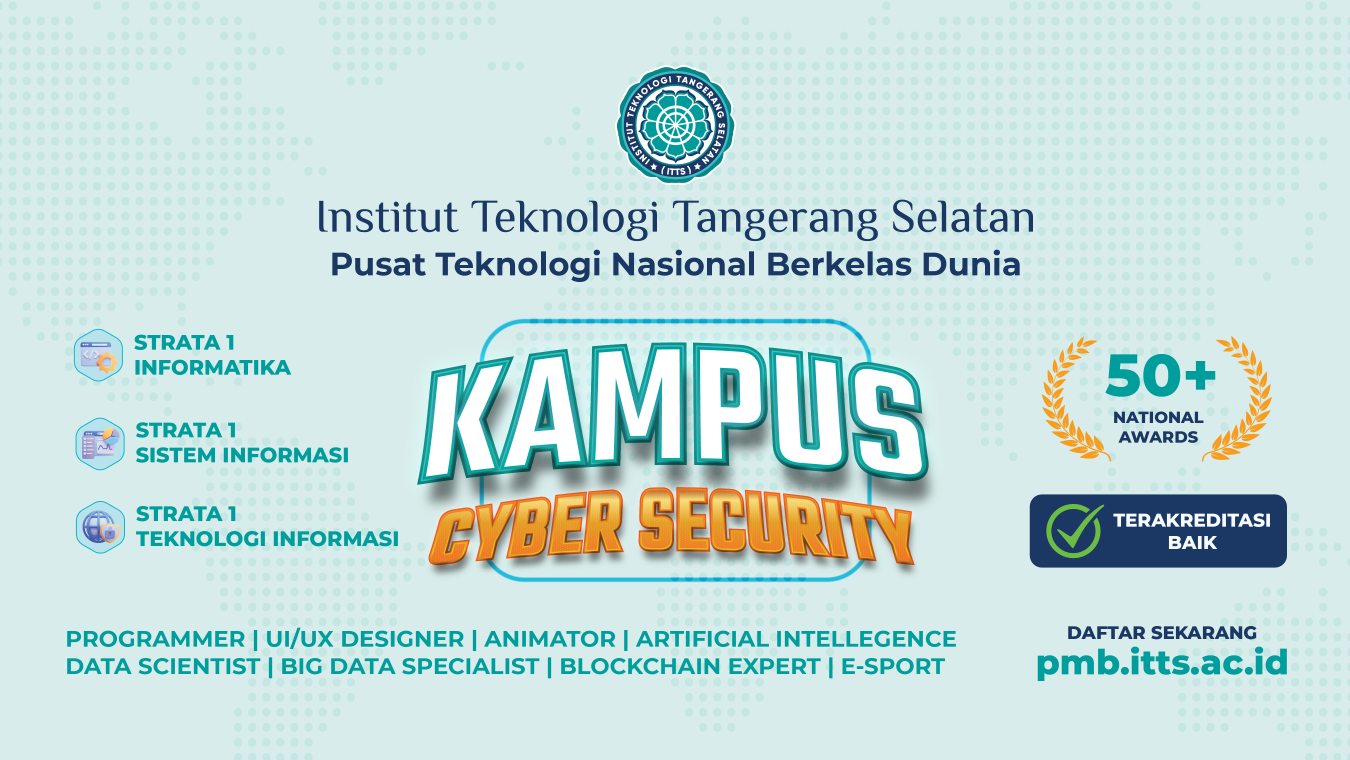 INSTITUT TEKNOLOGI TANGERANG SELATAN
( ITTS )
Institut Teknologi Tangerang Selatan
Pusat Teknologi Nasional Berkelas Dunia
STRATA 1
INFORMATIKA
STRATA 1
SISTEM INFORMASI
STRATA 1
TEKNOLOGI INFORMASI
KAMPUS
CYBER SECURITY
50+
NATIONAL
AWARDS
TERAKREDITASI
BAIK
PROGRAMMER | UI/UX DESIGNER | ANIMATOR | ARTIFICIAL INTELLEGENCE
DATA SCIENTIST | BIG DATA SPECIALIST | BLOCKCHAIN EXPERT | E-SPORT
DAFTAR SEKARANG
pmb.itts.ac.id